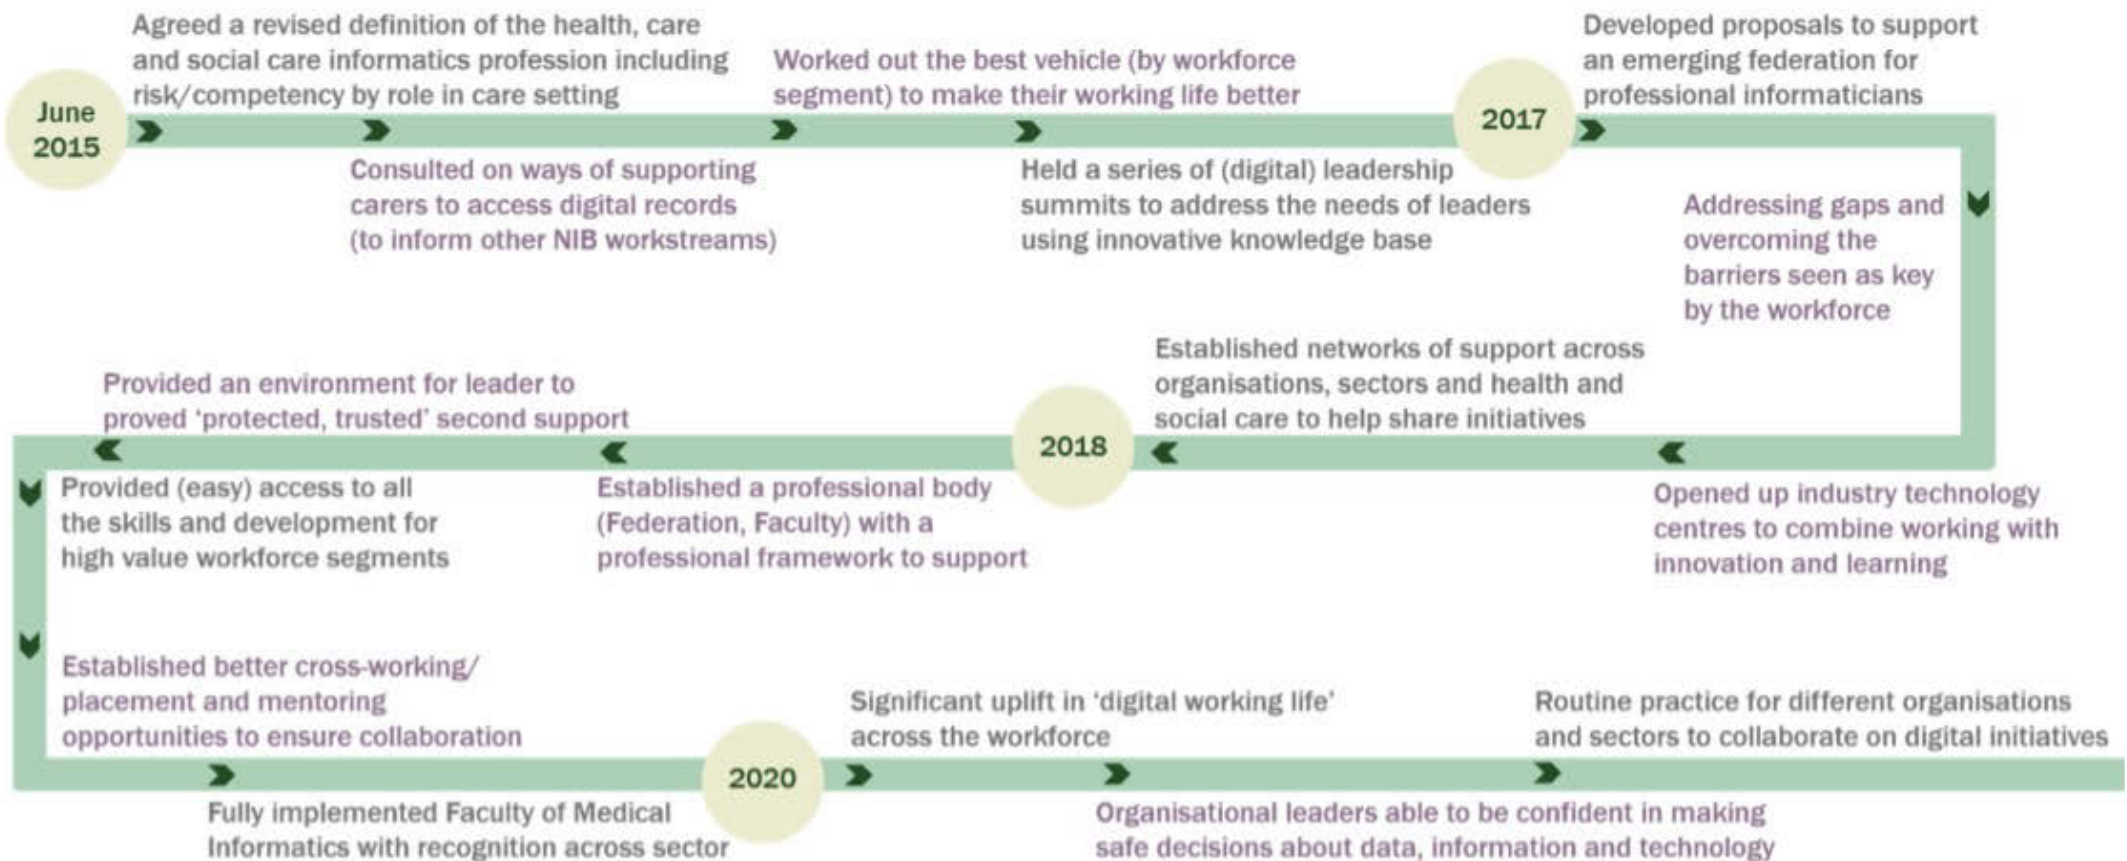 June
2015
Agreed a revised definition of the health, care
and social care informatics profession including
risk/competency by role in care setting
Consulted on ways of supporting
carers to access digital records
(to inform other NIB workstreams)
Worked out the best vehicle (by workforce
segment) to make their working life better
Held a series of (digital) leadership
summits to address the needs of leaders
using innovative knowledge base
2017
Developed proposals to support
an emerging federation for
professional informaticians
Addressing gaps and
overcoming the
barriers seen as key
by the workforce
Opened up industry technology
centres to combine working with
innovation and learning
Established networks of support across
organisations, sectors and health and
social care to help share initiatives
2018
Established a professional body
(Federation, Faculty) with a
professional framework to support
Provided an environment for leader to
proved ‘protected, trusted’ second support
Provided (easy) access to all
the skills and development for
high value workforce segments
Established better cross-working/
placement and mentoring
opportunities to ensure collaboration
Fully implemented Faculty of Medical
Informatics with recognition across sector
2020
Significant uplift in ‘digital working life’
across the workforce
Organisational leaders able to be confident in making
safe decisions about data, information and technology
Routine practice for different organisations
and sectors to collaborate on digital initiatives